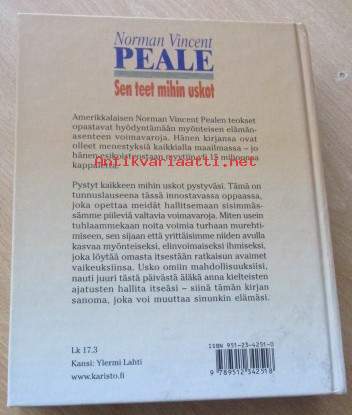 Norman Vincent
PEALE
Sen teet mihin uskot
Amerikkalaisen Norman Vincent Pealen teokset
opastavat hyödyntämään myönteisen elämän-
asenteen voimavaroja. Hänen kirjansa ovat
olleet menestyksiä kaikkialla maailmassa – jo
hänen esikoisteostaan myytiin yli 15 miljoonaa
kappaletta.
Antikvariaatti.net
Pystyt kaikkeen mihin uskot pystyväsi. Tämä on
tunnuslauseena tässä innostavassa oppaassa,
joka opettaa meidät hallitsemaan sisimmäs-
sämme pileviä valtavia voimavaroja. Miten usein
tuhlaammekaan noita voimia turhaan murehti-
miseen, sen sijaan että yrittäisimme niiden avulla
kasvaa myönteiseksi, elinvoimaiseksi ihmiseksi,
joka löytää omasta itsestään ratkaisun avaimet
vaikeuksiinsa. Usko omiin mahdollisuuksiisi,
nauti juuri tästä päivästä äläkä anna kielteisten
ajatusten hallita itseäsi – siinä tämän kirjan
sanoma, joka voi muuttaa sinunkin elämäsi.
ISBN 951-23-4231-0
Lk 17.3
Kansi: Ylermi Lahti
www.karisto.fi
9 789512 342318